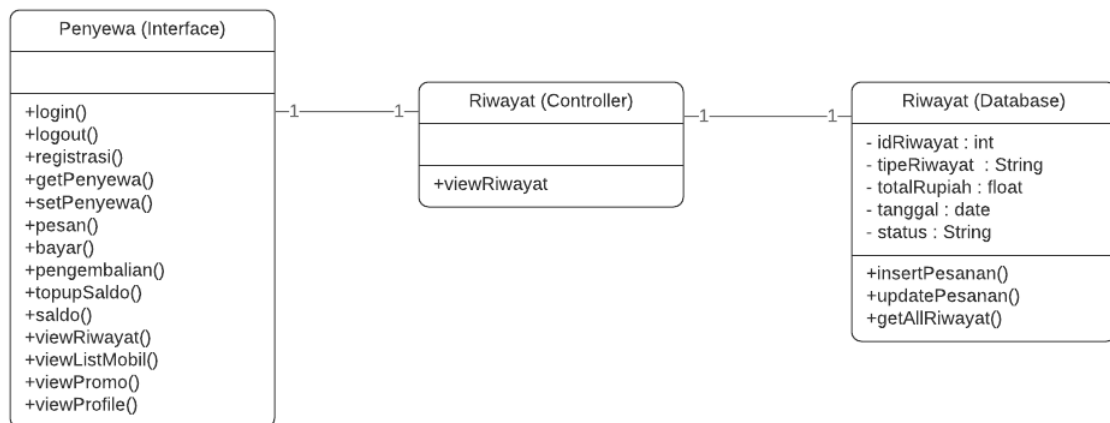 Penyewa (Interface)
+login()
+logout()
+registrasi()
+getPenyewa()
+setPenyewa()
+pesan()
+bayar()
+pengembalian()
+topupSaldo()
+saldo()
+viewRiwayat()
+viewListMobil()
+viewPromo()
+viewProfile()
1
1
Riwayat (Controller)
+viewRiwayat
1
1
Riwayat (Database)
- idRiwayat : int
- tipeRiwayat : String
- totalRupiah : float
- tanggal : date
- status : String
+insertPesanan()
+updatePesanan()
+getAllRiwayat()